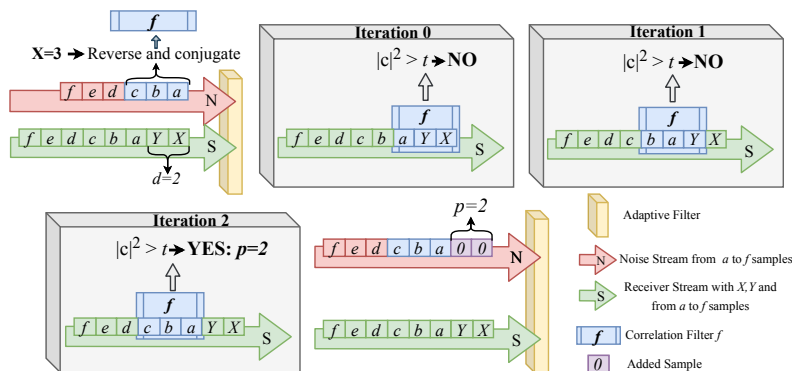 f
X=3 → Reverse and conjugate
f e d c b a N
f e d c b a Y X S
d=2
Iteration 0
|c|² > t → NO
f
f e d c b a Y X S
Iteration 1
|c|² > t → NO
f
f e d c b a Y X S
Iteration 2
|c|² > t → YES: p=2
f
f e d c b a Y X S
p=2
f e d c b a 0 0 N
f e d c b a Y X S
Adaptive Filter
N Noise Stream from a to f samples
S Receiver Stream with X,Y and
from a to f samples
f Correlation Filter f
0 Added Sample